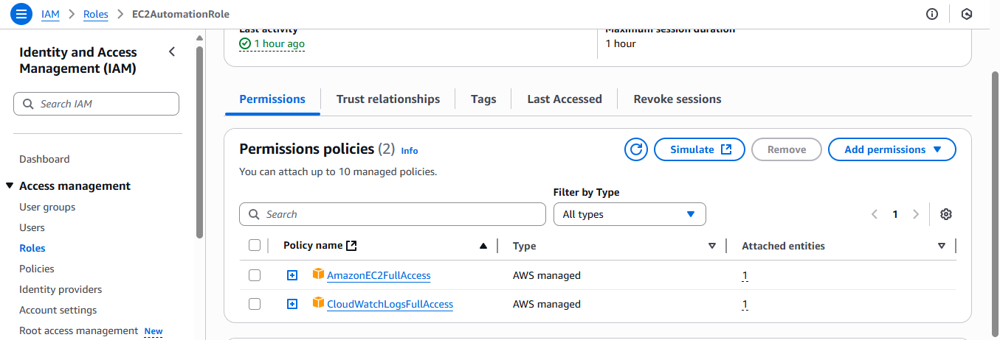 IAM
Roles
EC2AutomationRole
Identity and Access
Management (IAM)
Search IAM
Dashboard
Access management
User groups
Users
Roles
Policies
Identity providers
Account settings
Root access management New
Last activity
1 hour ago
Maximum session duration
1 hour
Permissions
Trust relationships
Tags
Last Accessed
Revoke sessions
Permissions policies (2) Info
Simulate
Remove
Add permissions
You can attach up to 10 managed policies.
Filter by Type
Search
All types
1
Policy name
Type
Attached entities
AmazonEC2FullAccess
AWS managed
1
CloudWatchLogsFullAccess
AWS managed
1